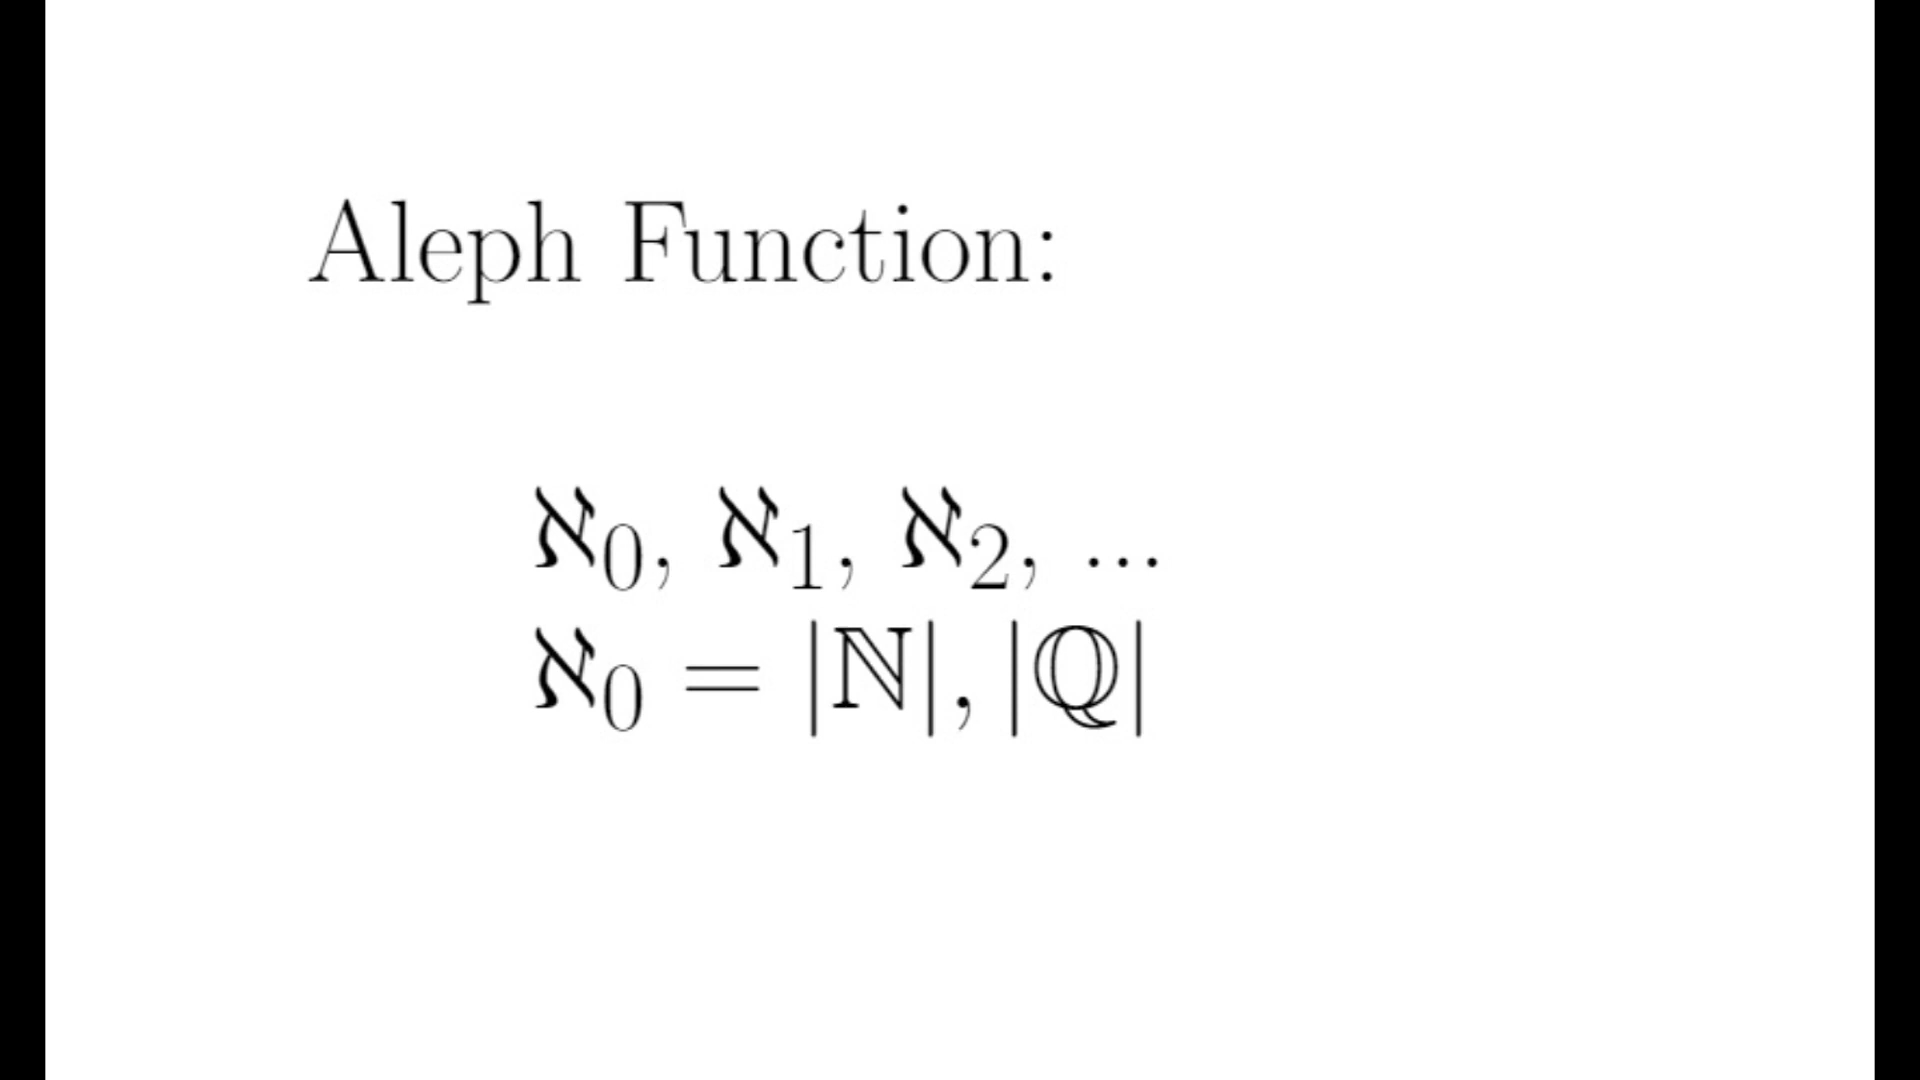 Aleph Function:
ℵ₀, ℵ₁, ℵ₂, ...
ℵ₀ = |ℕ|, |ℚ|